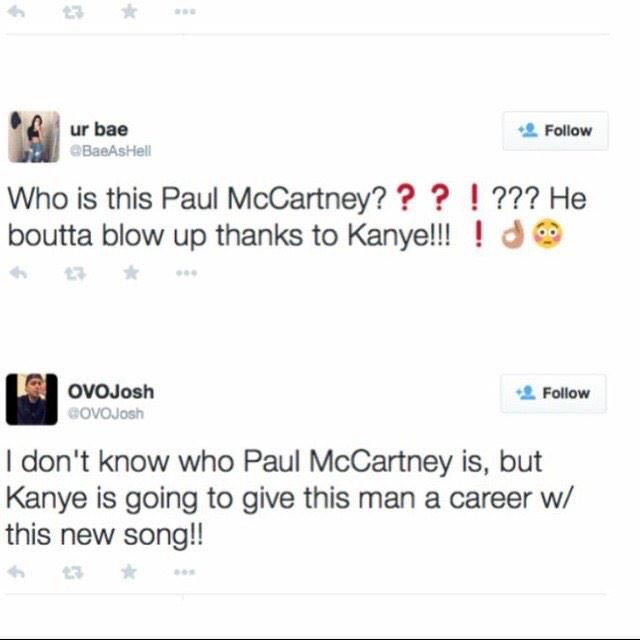 ur bae
@BaeAsHell
Follow
Who is this Paul McCartney?❓❓❗??? He
boutta blow up thanks to Kanye!!! ❗👌😳
OVOJosh
@OVOJosh
Follow
I don't know who Paul McCartney is, but
Kanye is going to give this man a career w/
this new song!!